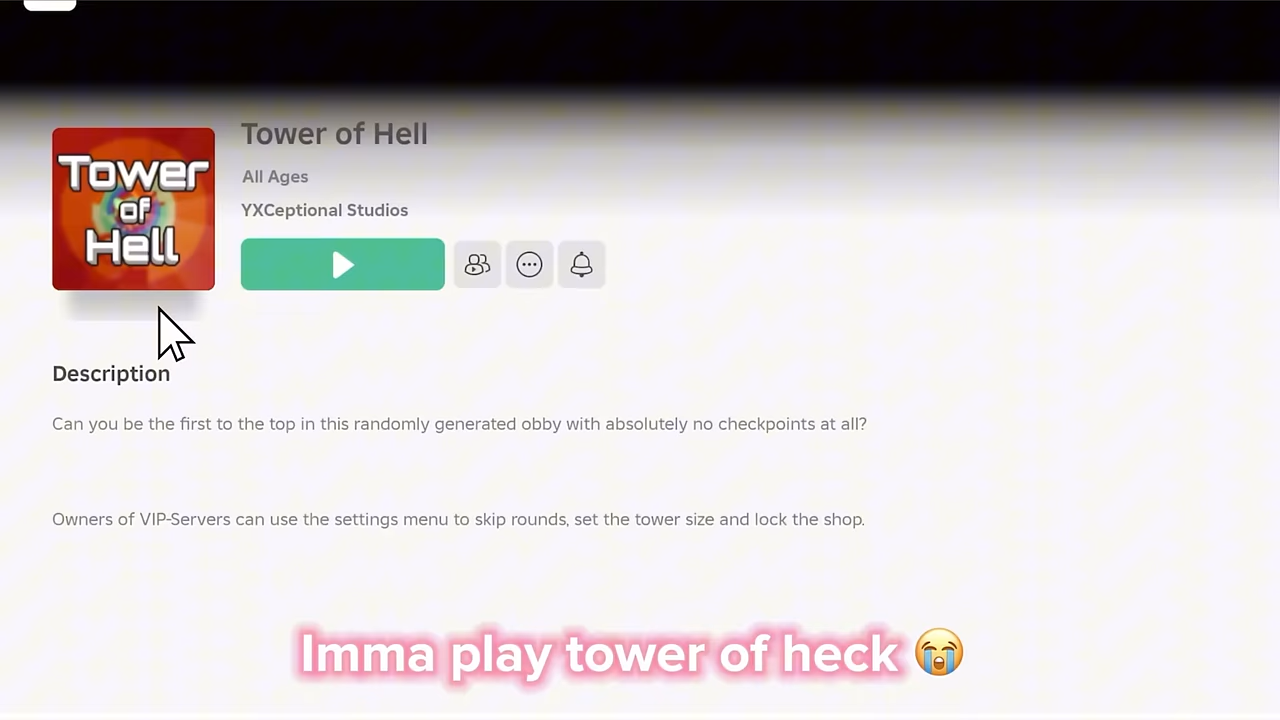 Tower
of
Hell
Tower of Hell
All Ages
YXCeptional Studios
Description
Can you be the first to the top in this randomly generated obby with absolutely no checkpoints at all?
Owners of VIP-Servers can use the settings menu to skip rounds, set the tower size and lock the shop.
Imma play tower of heck 😭